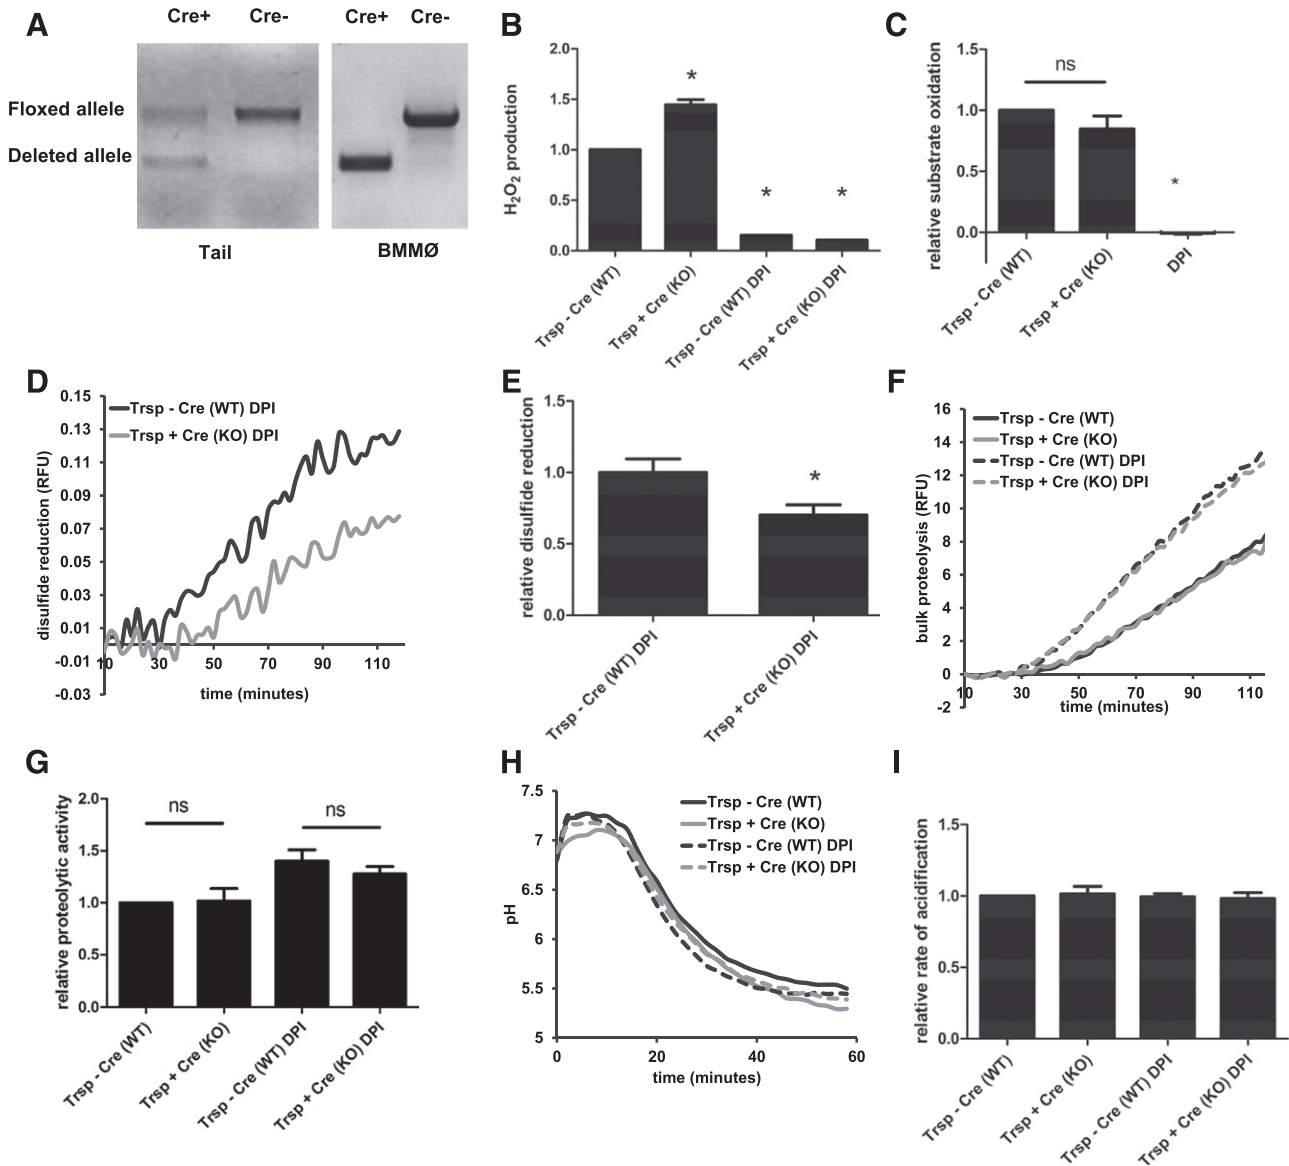 A
Cre+ Cre- Cre+ Cre-
Floxed allele
Deleted allele
Tail BMMØ
B
H2O2 production
2.0
1.5
1.0
0.5
0.0
*
*
*
Trsp - Cre (WT)
Trsp + Cre (KO)
Trsp - Cre (WT) DPI
Trsp + Cre (KO) DPI
C
relative substrate oxidation
1.5
1.0
0.5
0.0
ns
*
Trsp - Cre (WT)
Trsp + Cre (KO)
DPI
D
disulfide reduction (RFU)
0.15
0.13
0.11
0.09
0.07
0.05
0.03
0.01
-0.01
-0.03
Trsp - Cre (WT) DPI
Trsp + Cre (KO) DPI
10 30 50 70 90 110
time (minutes)
E
relative disulfide reduction
1.5
1.0
0.5
0.0
*
Trsp - Cre (WT) DPI
Trsp + Cre (KO) DPI
F
bulk proteolysis (RFU)
16
14
12
10
8
6
4
2
0
-2
Trsp - Cre (WT)
Trsp + Cre (KO)
Trsp - Cre (WT) DPI
Trsp + Cre (KO) DPI
10 30 50 70 90 110
time (minutes)
G
relative proteolytic activity
2.0
1.5
1.0
0.5
0.0
ns
ns
Trsp - Cre (WT)
Trsp + Cre (KO)
Trsp - Cre (WT) DPI
Trsp + Cre (KO) DPI
H
pH
7.5
7
6.5
6
5.5
5
Trsp - Cre (WT)
Trsp + Cre (KO)
Trsp - Cre (WT) DPI
Trsp + Cre (KO) DPI
0 20 40 60
time (minutes)
I
relative rate of acidification
1.5
1.0
0.5
0.0
Trsp - Cre (WT)
Trsp + Cre (KO)
Trsp - Cre (WT) DPI
Trsp + Cre (KO) DPI